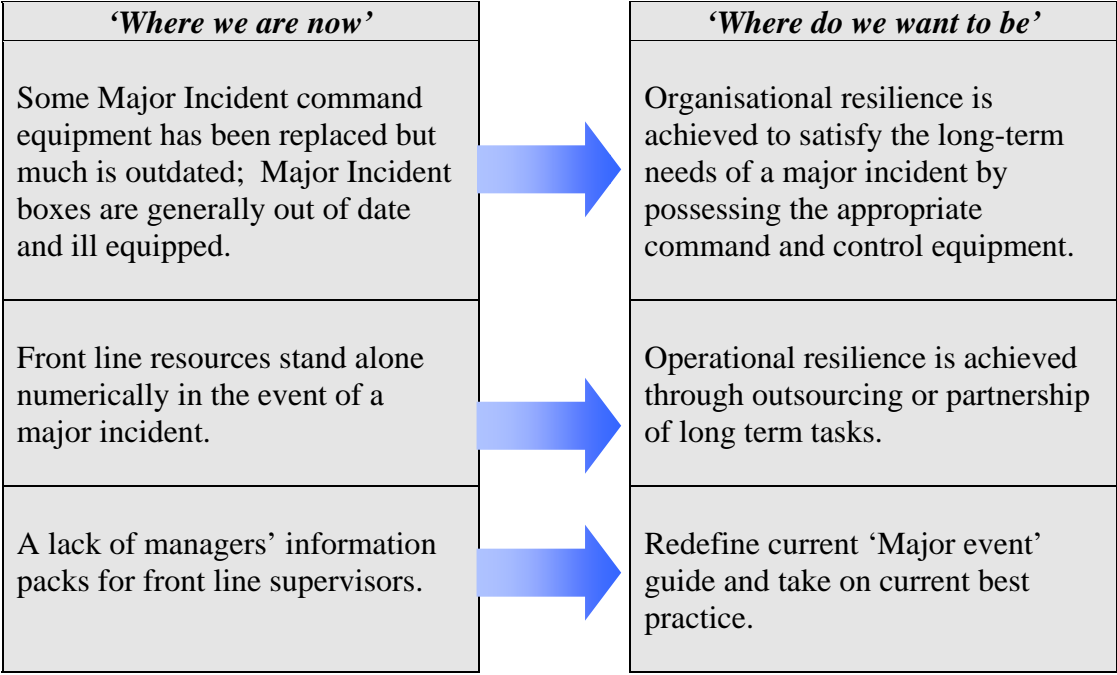 ‘Where we are now’
‘Where do we want to be’
Some Major Incident command
equipment has been replaced but
much is outdated;  Major Incident
boxes are generally out of date
and ill equipped.
Organisational resilience is
achieved to satisfy the long-term
needs of a major incident by
possessing the appropriate
command and control equipment.
Front line resources stand alone
numerically in the event of a
major incident.
Operational resilience is achieved
through outsourcing or partnership
of long term tasks.
A lack of managers’ information
packs for front line supervisors.
Redefine current ‘Major event’
guide and take on current best
practice.